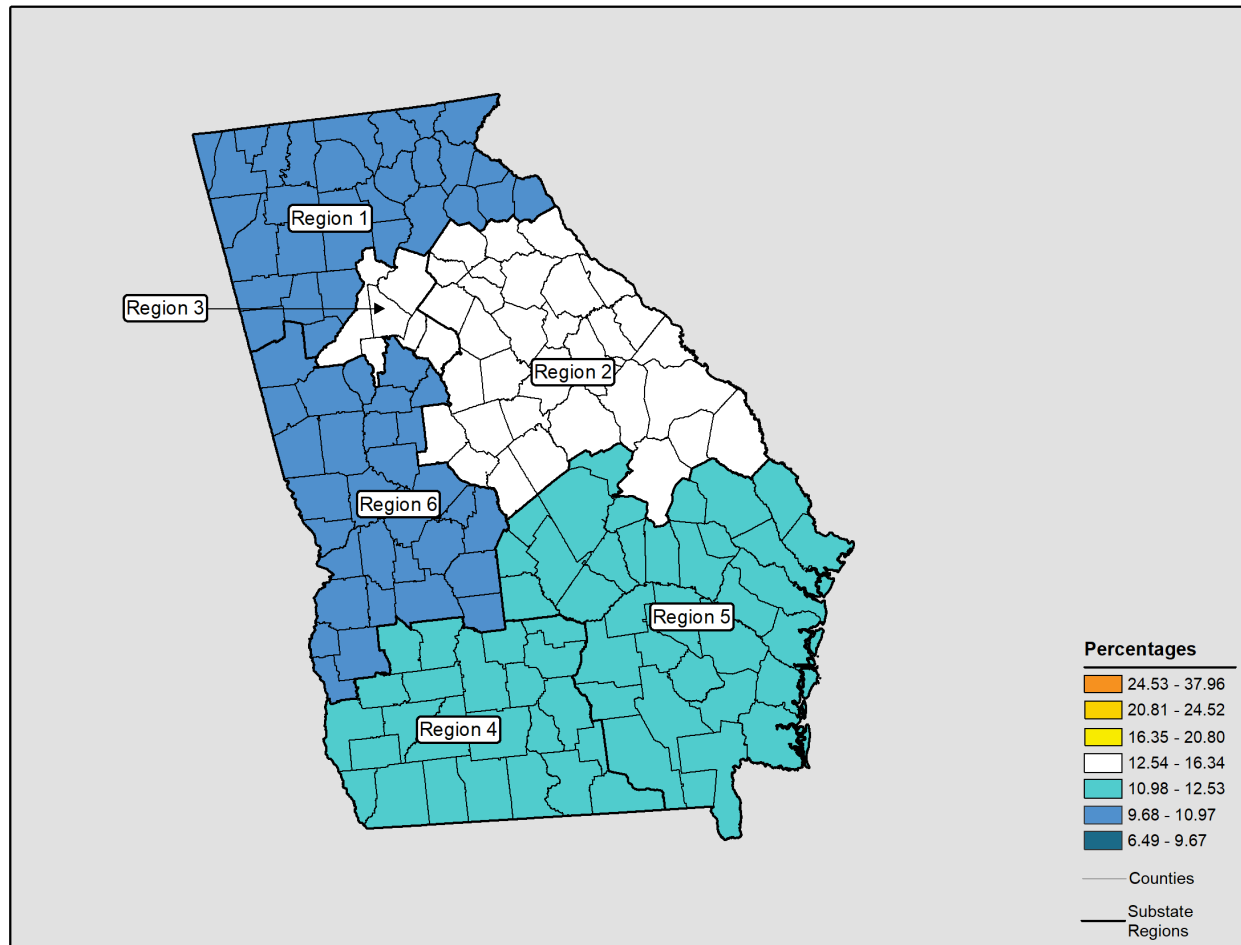 Region 1
Region 3
Region 2
Region 6
Region 5
Region 4
Percentages
24.53 - 37.96
20.81 - 24.52
16.35 - 20.80
12.54 - 16.34
10.98 - 12.53
9.68 - 10.97
6.49 - 9.67
Counties
Substate
Regions